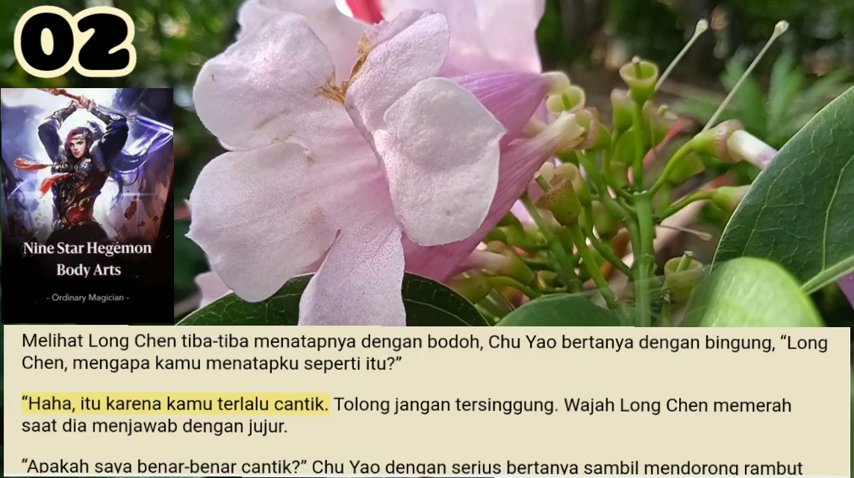 02
Nine Star Hegemon
Body Arts
- Ordinary Magician -
Melihat Long Chen tiba-tiba menatapnya dengan bodoh, Chu Yao bertanya dengan bingung, “Long
Chen, mengapa kamu menatapku seperti itu?”
“Haha, itu karena kamu terlalu cantik. Tolong jangan tersinggung. Wajah Long Chen memerah
saat dia menjawab dengan jujur.
“Apakah saya benar-benar cantik?” Chu Yao dengan serius bertanya sambil mendorong rambut